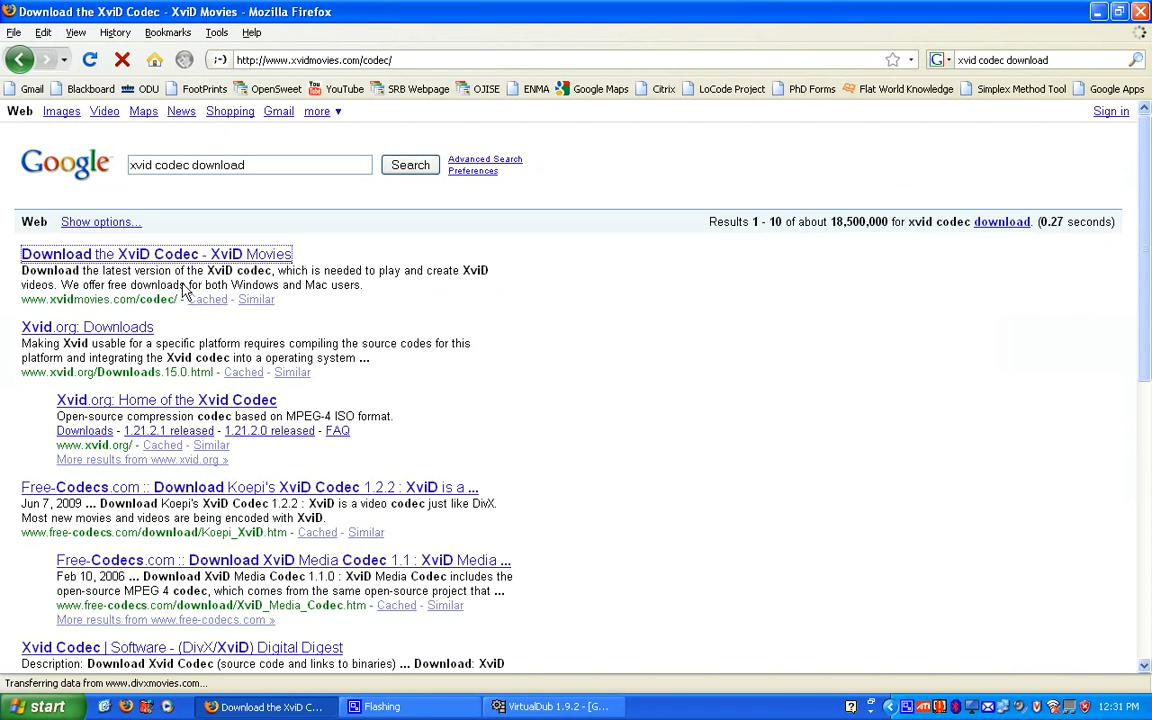 Download the XviD Codec - XviD Movies - Mozilla Firefox
File Edit View History Bookmarks Tools Help
;-) http://www.xvidmovies.com/codec/ G xvid codec download
Gmail Blackboard ODU FootPrints OpenSweet YouTube SRB Webpage OJISE ENMA Google Maps Citrix LoCode Project PhD Forms Flat World Knowledge Simplex Method Tool Google Apps
Web Images Video Maps News Shopping Gmail more ▼ Sign in
Google xvid codec download Search Advanced Search
Preferences
Web Show options... Results 1 - 10 of about 18,500,000 for xvid codec download. (0.27 seconds)
Download the XviD Codec - XviD Movies
Download the latest version of the XviD codec, which is needed to play and create XviD
videos. We offer free downloads for both Windows and Mac users.
www.xvidmovies.com/codec/ - Cached - Similar
Xvid.org: Downloads
Making Xvid usable for a specific platform requires compiling the source codes for this
platform and integrating the Xvid codec into a operating system ...
www.xvid.org/Downloads.15.0.html - Cached - Similar
Xvid.org: Home of the Xvid Codec
Open-source compression codec based on MPEG-4 ISO format.
Downloads - 1.21.2.1 released - 1.21.2.0 released - FAQ
www.xvid.org/ - Cached - Similar
More results from www.xvid.org »
Free-Codecs.com :: Download Koepi's XviD Codec 1.2.2 : XviD is a ...
Jun 7, 2009 ... Download Koepi's XviD Codec 1.2.2 : XviD is a video codec just like DivX.
Most new movies and videos are being encoded with XviD.
www.free-codecs.com/download/Koepi_XviD.htm - Cached - Similar
Free-Codecs.com :: Download XviD Media Codec 1.1 : XviD Media ...
Feb 10, 2006 ... Download XviD Media Codec 1.1.0 : XviD Media Codec includes the
open-source MPEG 4 codec, which comes from the same open-source project that ...
www.free-codecs.com/download/XviD_Media_Codec.htm - Cached - Similar
More results from www.free-codecs.com »
Xvid Codec | Software - (DivX/XviD) Digital Digest
Description: Download Xvid Codec (source code and links to binaries) ... Download: XviD
Transferring data from www.divxmovies.com...
start Download the XviD C... Flashing VirtualDub 1.9.2 - [G... 12:31 PM